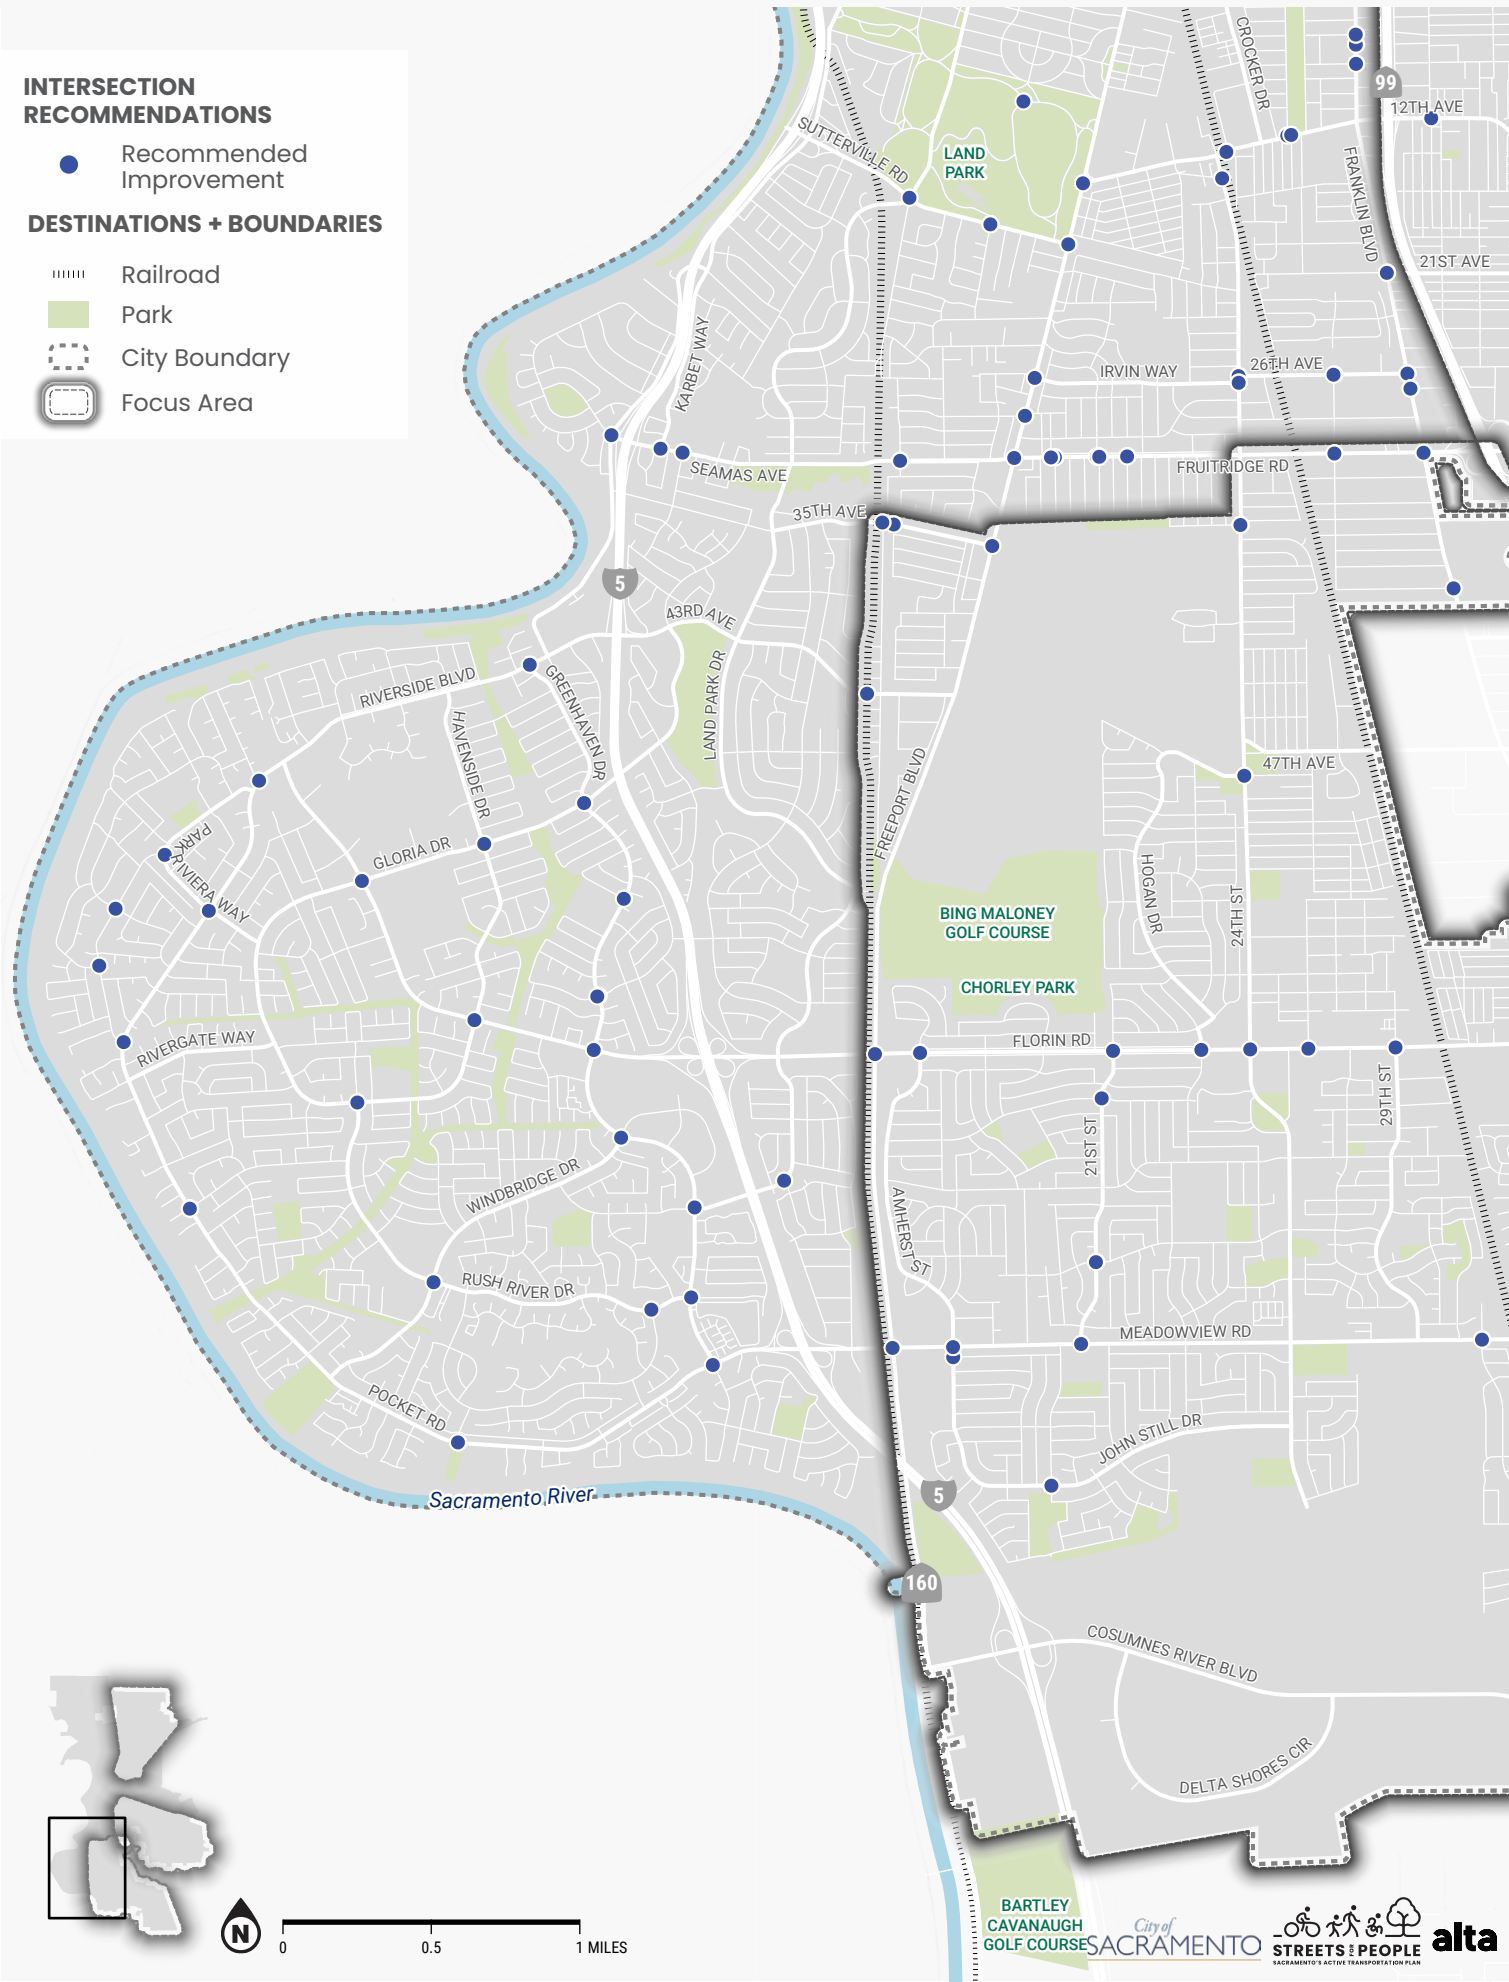 INTERSECTION
RECOMMENDATIONS
Recommended
Improvement
DESTINATIONS + BOUNDARIES
Railroad
Park
City Boundary
Focus Area
CROCKER DR
99
12TH AVE
SUTTERVILLE RD
LAND
PARK
FRANKLIN BLVD
21ST AVE
KARBET WAY
IRVIN WAY
26TH AVE
SEAMAS AVE
FRUITRIDGE RD
35TH AVE
5
43RD AVE
RIVERSIDE BLVD
GREENHAVEN DR
LAND PARK DR
HAVENSIDE DR
FREEPORT BLVD
47TH AVE
PARK
RIVIERA WAY
GLORIA DR
HOGAN DR
24TH ST
BING MALONEY
GOLF COURSE
CHORLEY PARK
RIVERGATE WAY
FLORIN RD
29TH ST
21ST ST
WINDBRIDGE DR
AMHERST ST
RUSH RIVER DR
MEADOWVIEW RD
POCKET RD
JOHN STILL DR
Sacramento River
5
160
COSUMNES RIVER BLVD
DELTA SHORES CIR
N
0 0.5 1 MILES
BARTLEY
CAVANAUGH
GOLF COURSE
City of
SACRAMENTO
STREETS FOR PEOPLE
SACRAMENTO'S ACTIVE TRANSPORTATION PLAN
alta